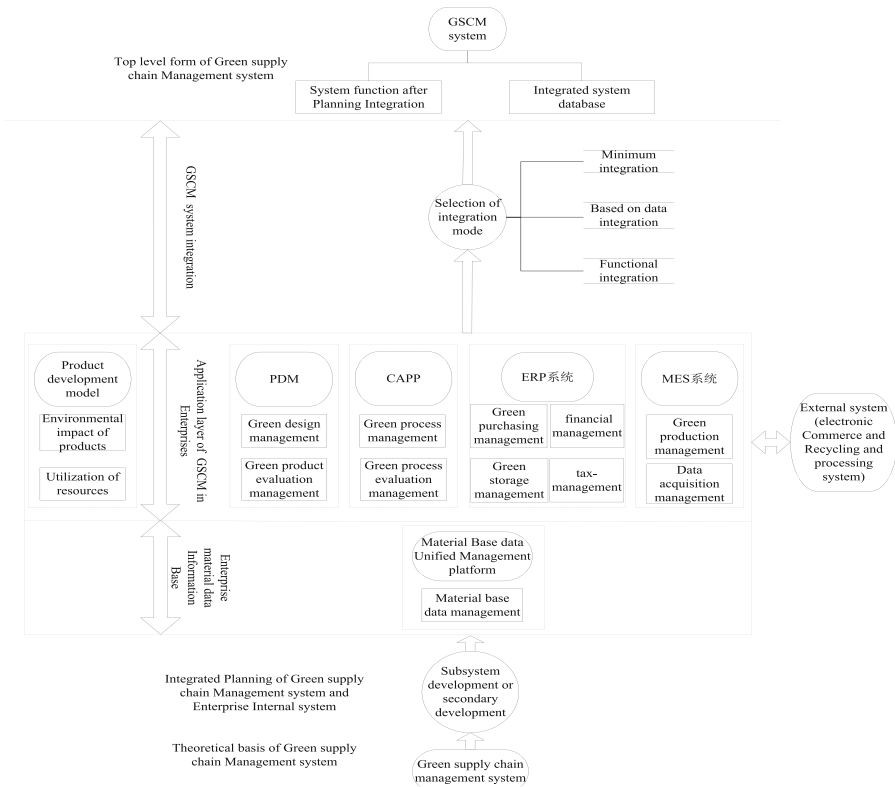 GSCM
system
Top level form of Green supply
chain Management system
System function after
Planning Integration
Integrated system
database
GSCM system integration
Selection of
integration
mode
Minimum
integration
Based on data
integration
Functional
integration
Application layer of GSCM in
Enterprises
Product
development
model
Environmental
impact of
products
Utilization of
resources
PDM
Green design
management
Green product
evaluation
management
CAPP
Green process
management
Green process
evaluation
management
ERP系统
Green
purchasing
management
financial
management
Green
storage
management
tax-
management
MES系统
Green
production
management
Data
acquisition
management
External system
(electronic
Commerce and
Recycling and
processing
system)
Enterprise
material data
Information
Base
Material Base data
Unified Management
platform
Material base
data management
Integrated Planning of Green supply
chain Management system and
Enterprise Internal system
Subsystem
development or
secondary
development
Theoretical basis of Green supply
chain Management system
Green supply chain
management system